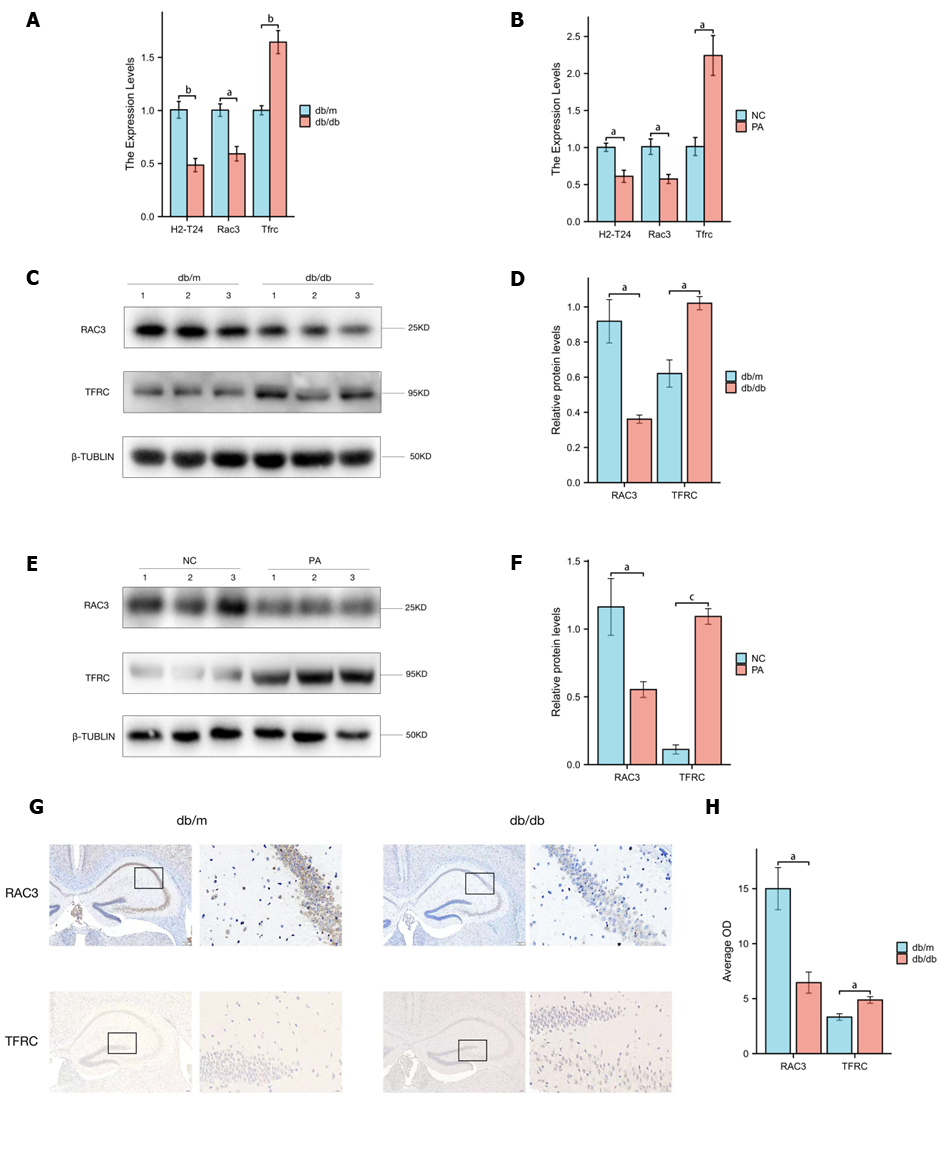 A
The Expression Levels
1.5
1.0
0.5
0.0
b
a
b
H2-T24
Rac3
Tfrc
db/m
db/db
B
The Expression Levels
2.5
2.0
1.5
1.0
0.5
0.0
a
a
a
H2-T24
Rac3
Tfrc
NC
PA
C
db/m
db/db
1
2
3
1
2
3
RAC3
25KD
TFRC
95KD
β-TUBLIN
50KD
D
Relative protein levels
1.0
0.8
0.6
0.4
0.2
0.0
a
a
RAC3
TFRC
db/m
db/db
E
NC
PA
1
2
3
1
2
3
RAC3
25KD
TFRC
95KD
β-TUBLIN
50KD
F
Relative protein levels
1.5
1.0
0.5
0.0
a
c
RAC3
TFRC
NC
PA
G
db/m
db/db
RAC3
TFRC
H
Average OD
15
10
5
0
a
a
RAC3
TFRC
db/m
db/db